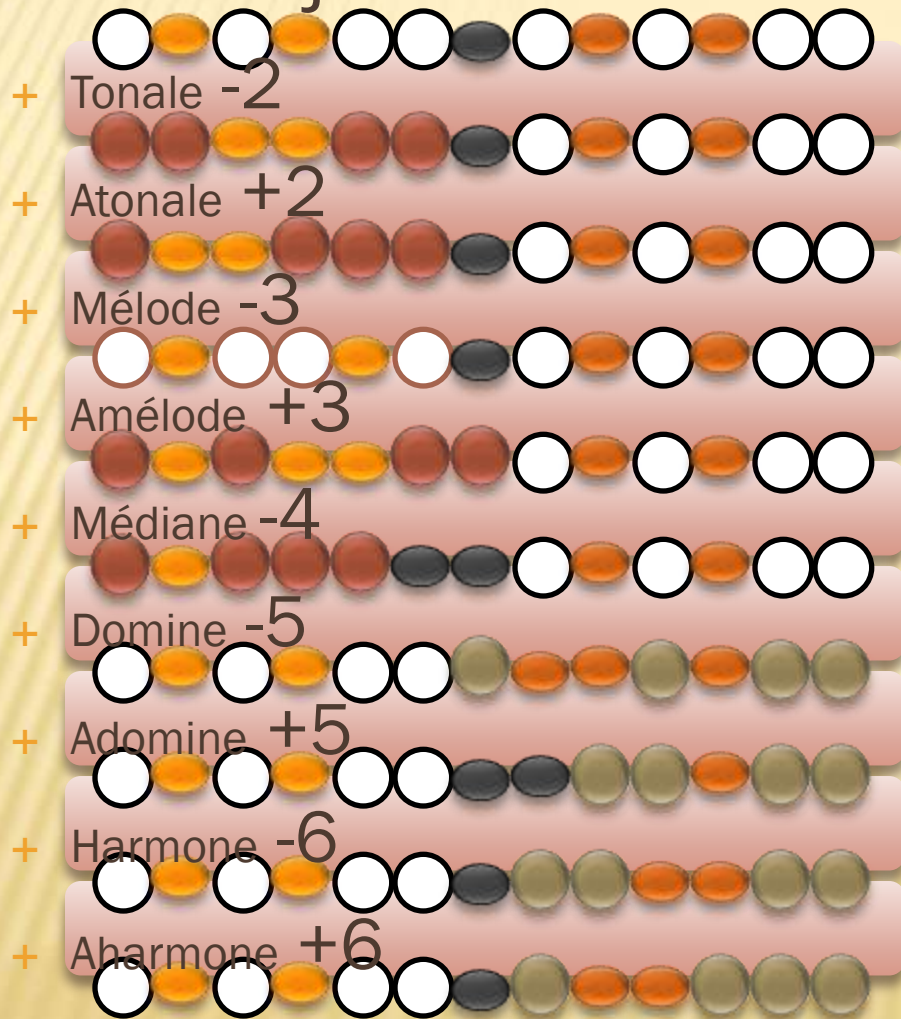 + Tonale -2
+ Atonale +2
+ Mélode -3
+ Amélode +3
+ Médiane -4
+ Domine -5
+ Adomine +5
+ Harmone -6
+ Aharmone +6